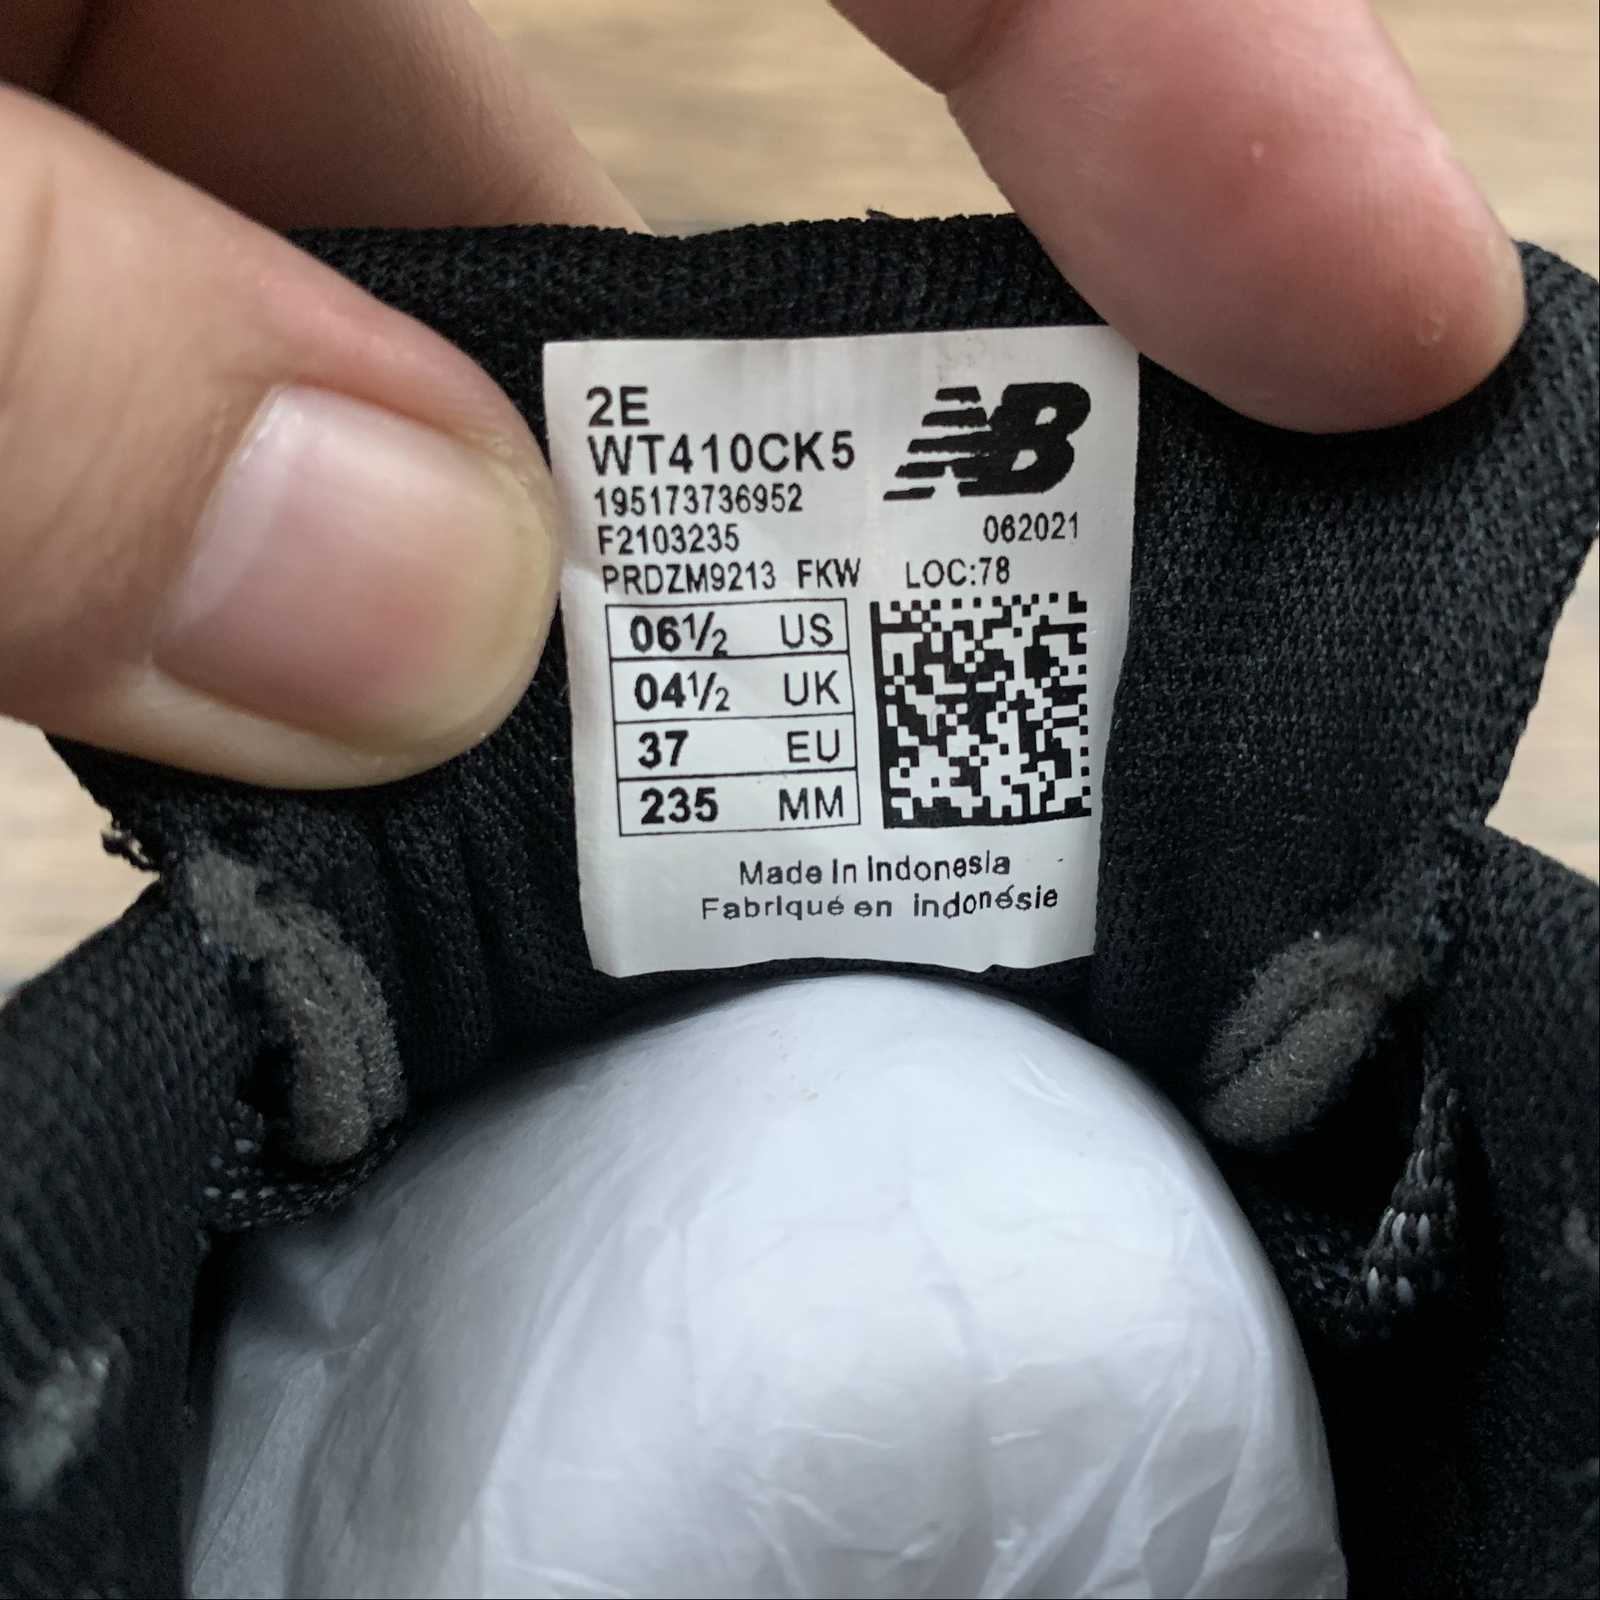 2E
WT410CK5
NB
195173736952
F2103235 062021
PRDZM9213 FKW LOC:78
06½ US
04½ UK
37 EU
235 MM
Made In Indonesia
Fabriqué en indonésie